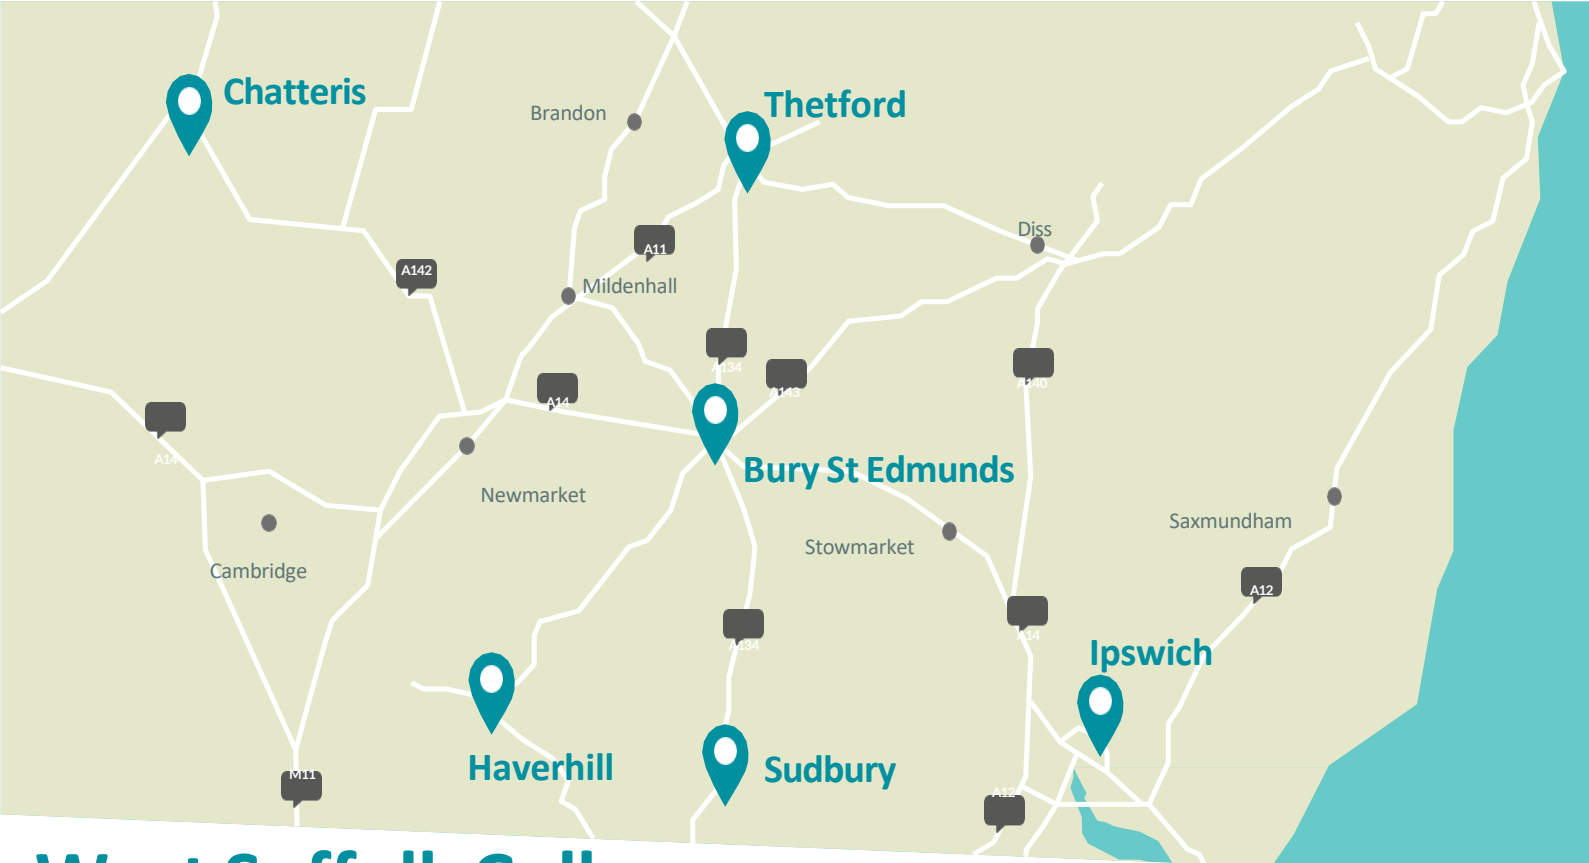 Chatteris
Thetford
Brandon
Diss
A11
A142
Mildenhall
A134
A143
A140
A14
A14
Bury St Edmunds
Newmarket
Saxmundham
Stowmarket
Cambridge
A12
A14
A134
Ipswich
Haverhill
Sudbury
M11
A12